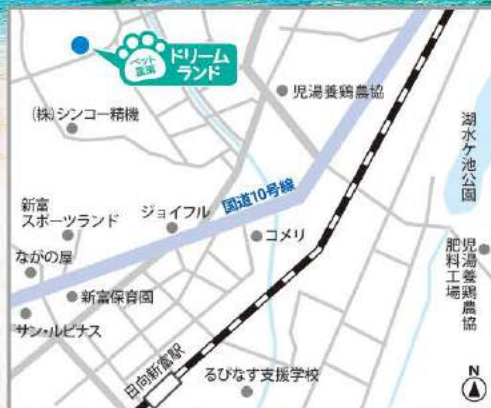 ペット霊園
ドリームランド
児湯養鶏農協
(株)シンコー精機
湖水ケ池公園
国道10号線
新富
スポーツランド
ジョイフル
コメリ
ながの屋
児湯養鶏農協
肥料工場
新富保育園
サン・ルピナス
日向新富駅
るぴなす支援学校
N